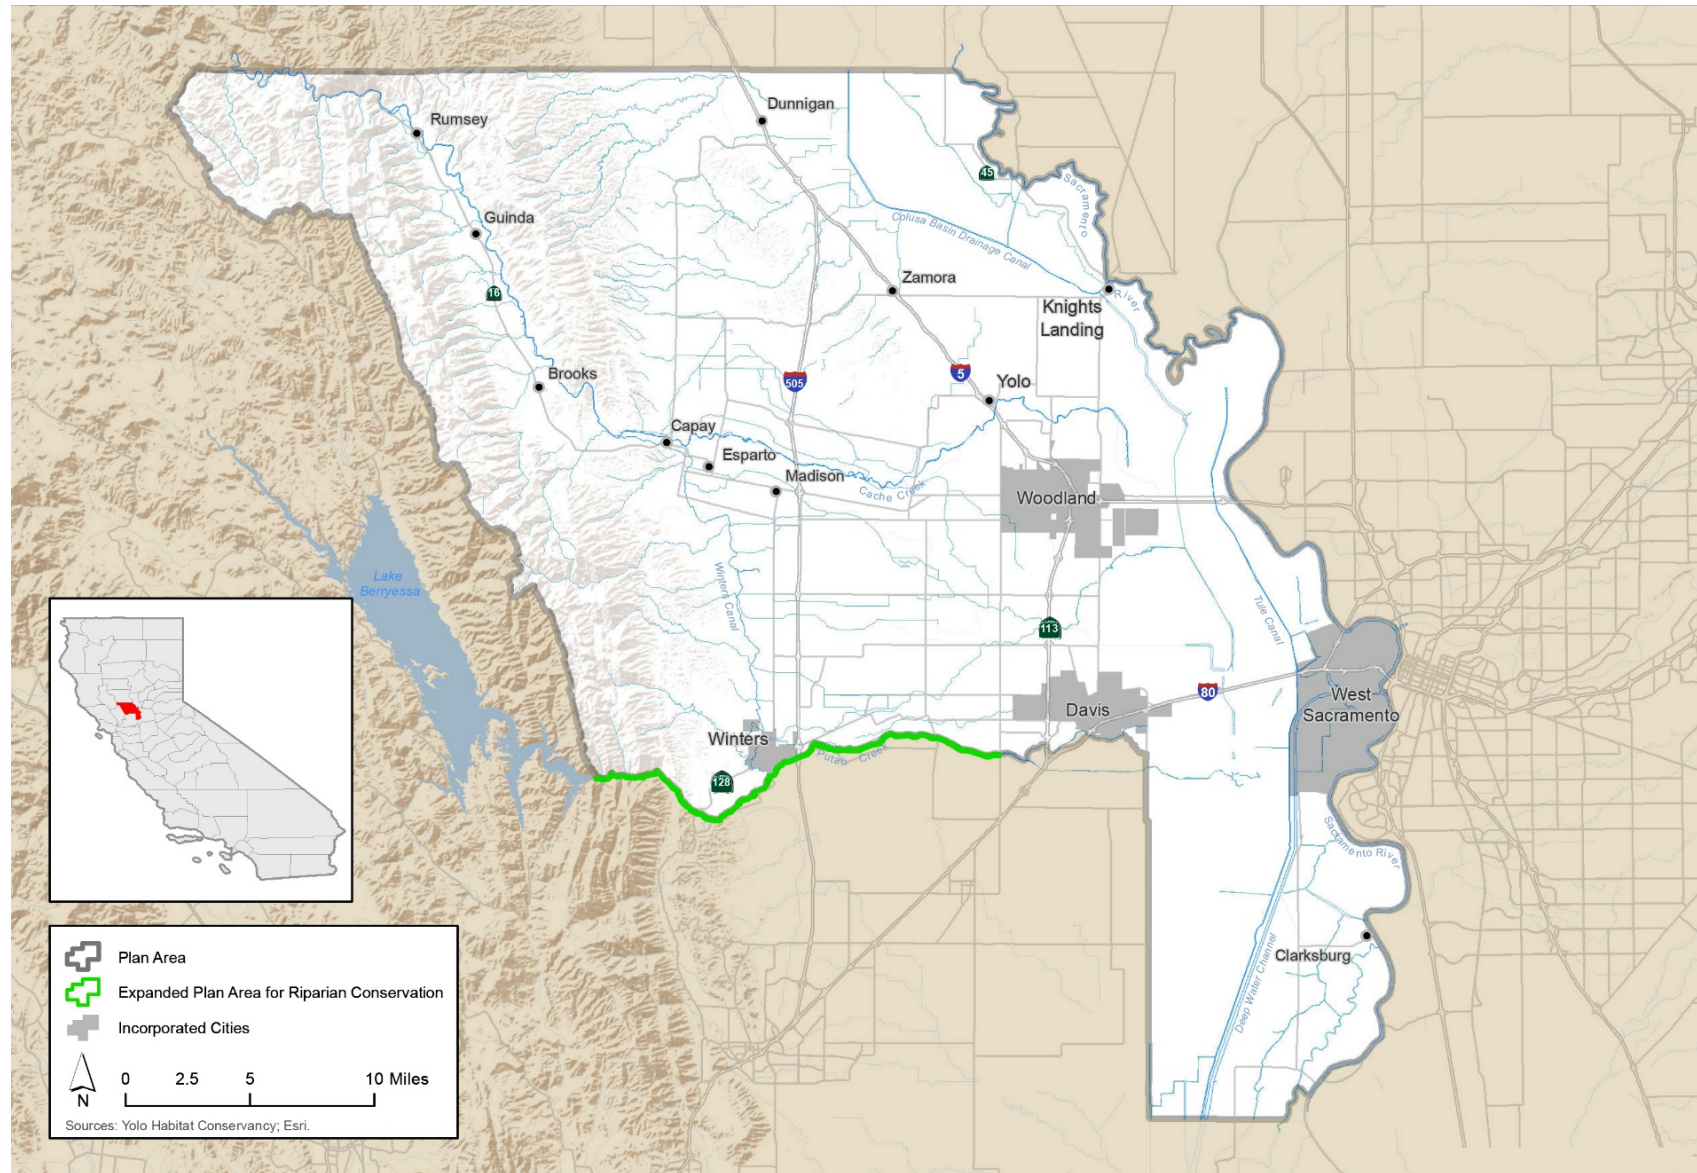 Rumsey
Dunnigan
45
Sacramento
Guinda
Colusa Basin Drainage Canal
16
Zamora
River
Knights
Landing
Brooks
505
5
Yolo
Capay
Esparto
Madison
Cache Creek
Woodland
Lake
Berryessa
Winters Canal
Tule Canal
113
80
West
Sacramento
Davis
Winters
Putah Creek
128
Sacramento River
Clarksburg
Deep Water Channel
Plan Area
Expanded Plan Area for Riparian Conservation
Incorporated Cities
N
0 2.5 5 10 Miles
Sources: Yolo Habitat Conservancy; Esri.